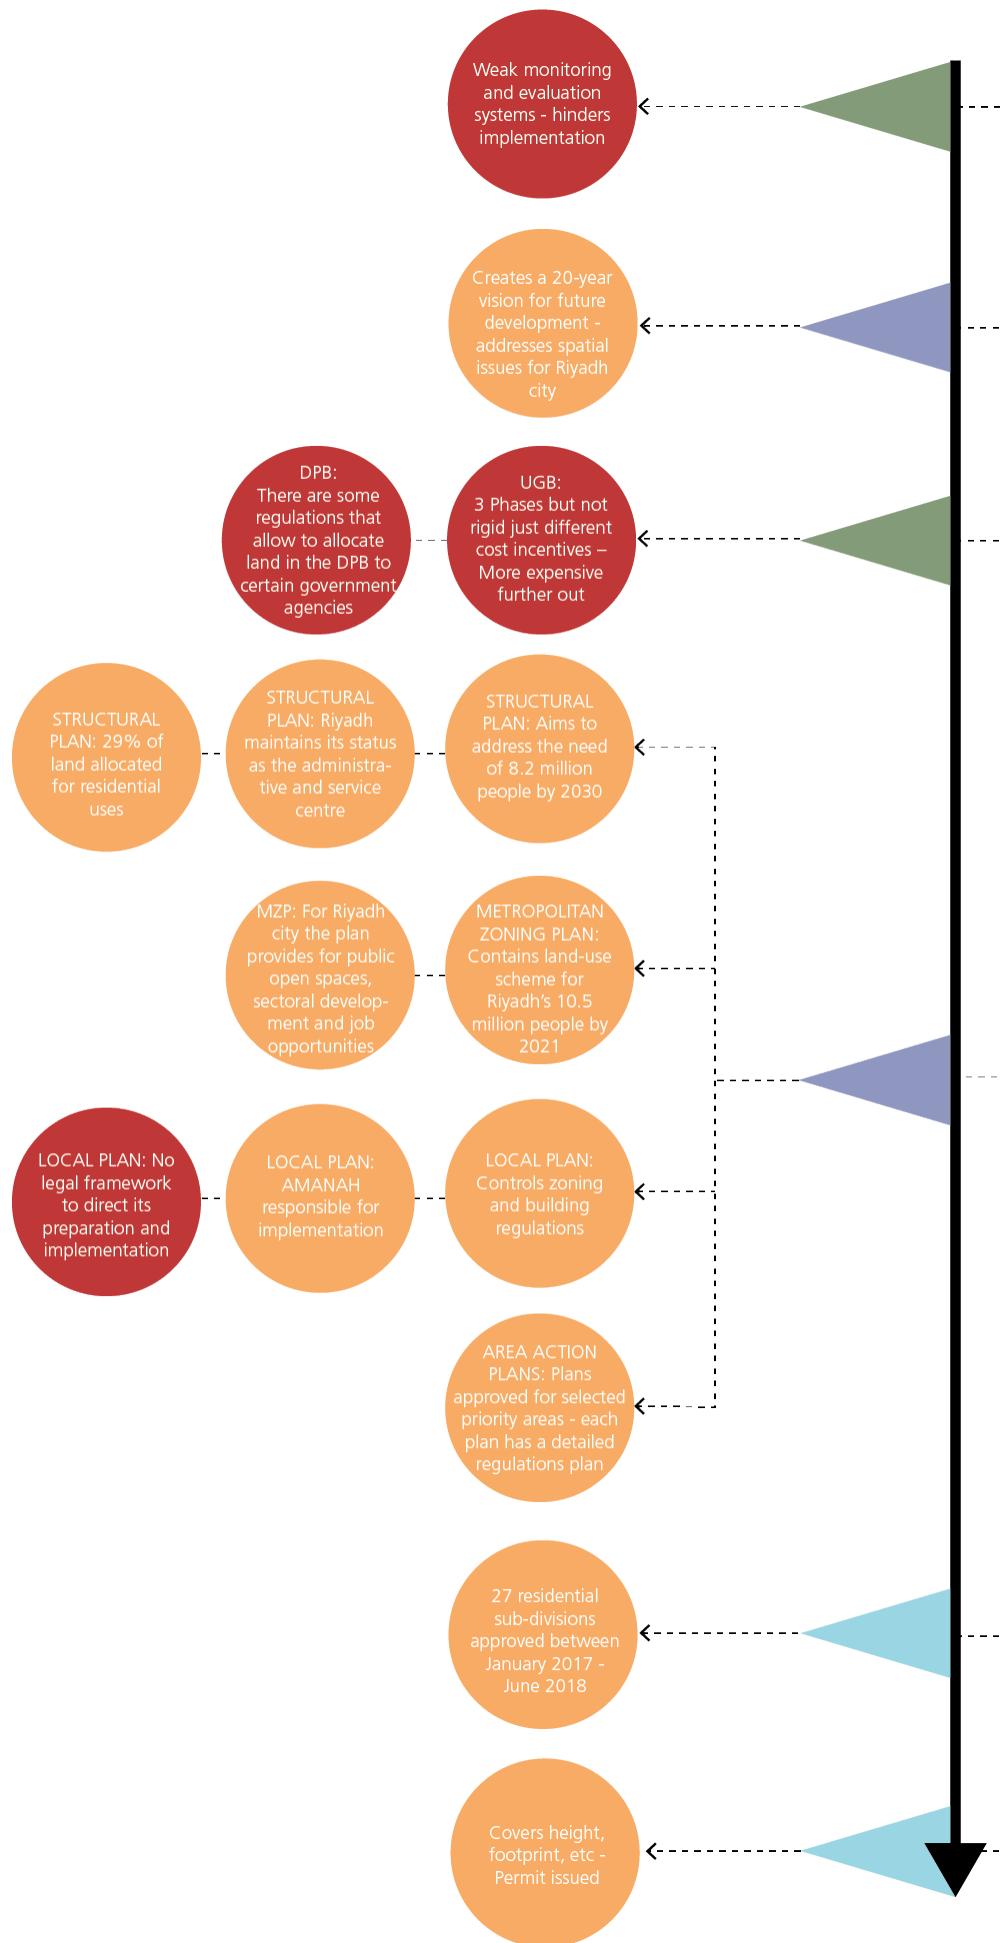 Weak monitoring
and evaluation
systems - hinders
implementation
Creates a 20-year
vision for future
development -
addresses spatial
issues for Riyadh
city
DPB:
There are some
regulations that
allow to allocate
land in the DPB to
certain government
agencies
UGB:
3 Phases but not
rigid just different
cost incentives –
More expensive
further out
STRUCTURAL
PLAN: 29% of
land allocated
for residential
uses
STRUCTURAL
PLAN: Riyadh
maintains its status
as the administra-
tive and service
centre
STRUCTURAL
PLAN: Aims to
address the need
of 8.2 million
people by 2030
MZP: For Riyadh
city the plan
provides for public
open spaces,
sectoral develop-
ment and job
opportunities
METROPOLITAN
ZONING PLAN:
Contains land-use
scheme for
Riyadh’s 10.5
million people by
2021
LOCAL PLAN: No
legal framework
to direct its
preparation and
implementation
LOCAL PLAN:
AMANAH
responsible for
implementation
LOCAL PLAN:
Controls zoning
and building
regulations
AREA ACTION
PLANS: Plans
approved for selected
priority areas - each
plan has a detailed
regulations plan
27 residential
sub-divisions
approved between
January 2017 -
June 2018
Covers height,
footprint, etc -
Permit issued